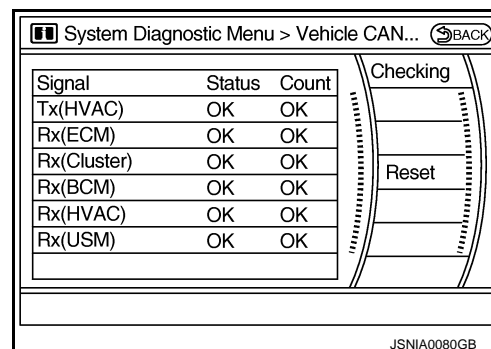 System Diagnostic Menu > Vehicle CAN... BACK
Signal Status Count
Tx(HVAC) OK OK
Rx(ECM) OK OK
Rx(Cluster) OK OK
Rx(BCM) OK OK
Rx(HVAC) OK OK
Rx(USM) OK OK
Checking
Reset
JSNIA0080GB